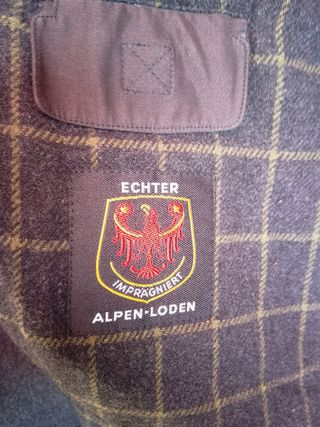 ECHTER
IMPRÄGNIERT
ALPEN-LODEN